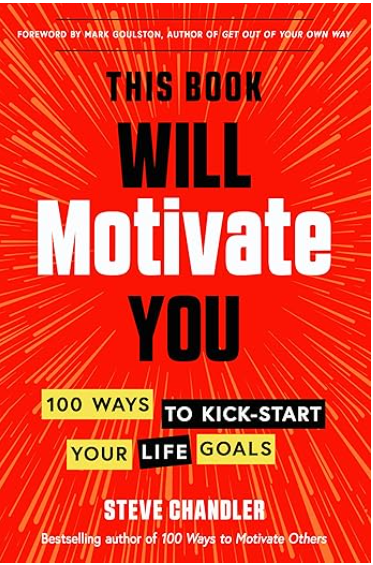 FOREWORD BY MARK GOULSTON, AUTHOR OF GET OUT OF YOUR OWN WAY
THIS BOOK
WILL
Motivate
YOU
100 WAYS TO KICK-START
YOUR LIFE GOALS
STEVE CHANDLER
Bestselling author of 100 Ways to Motivate Others